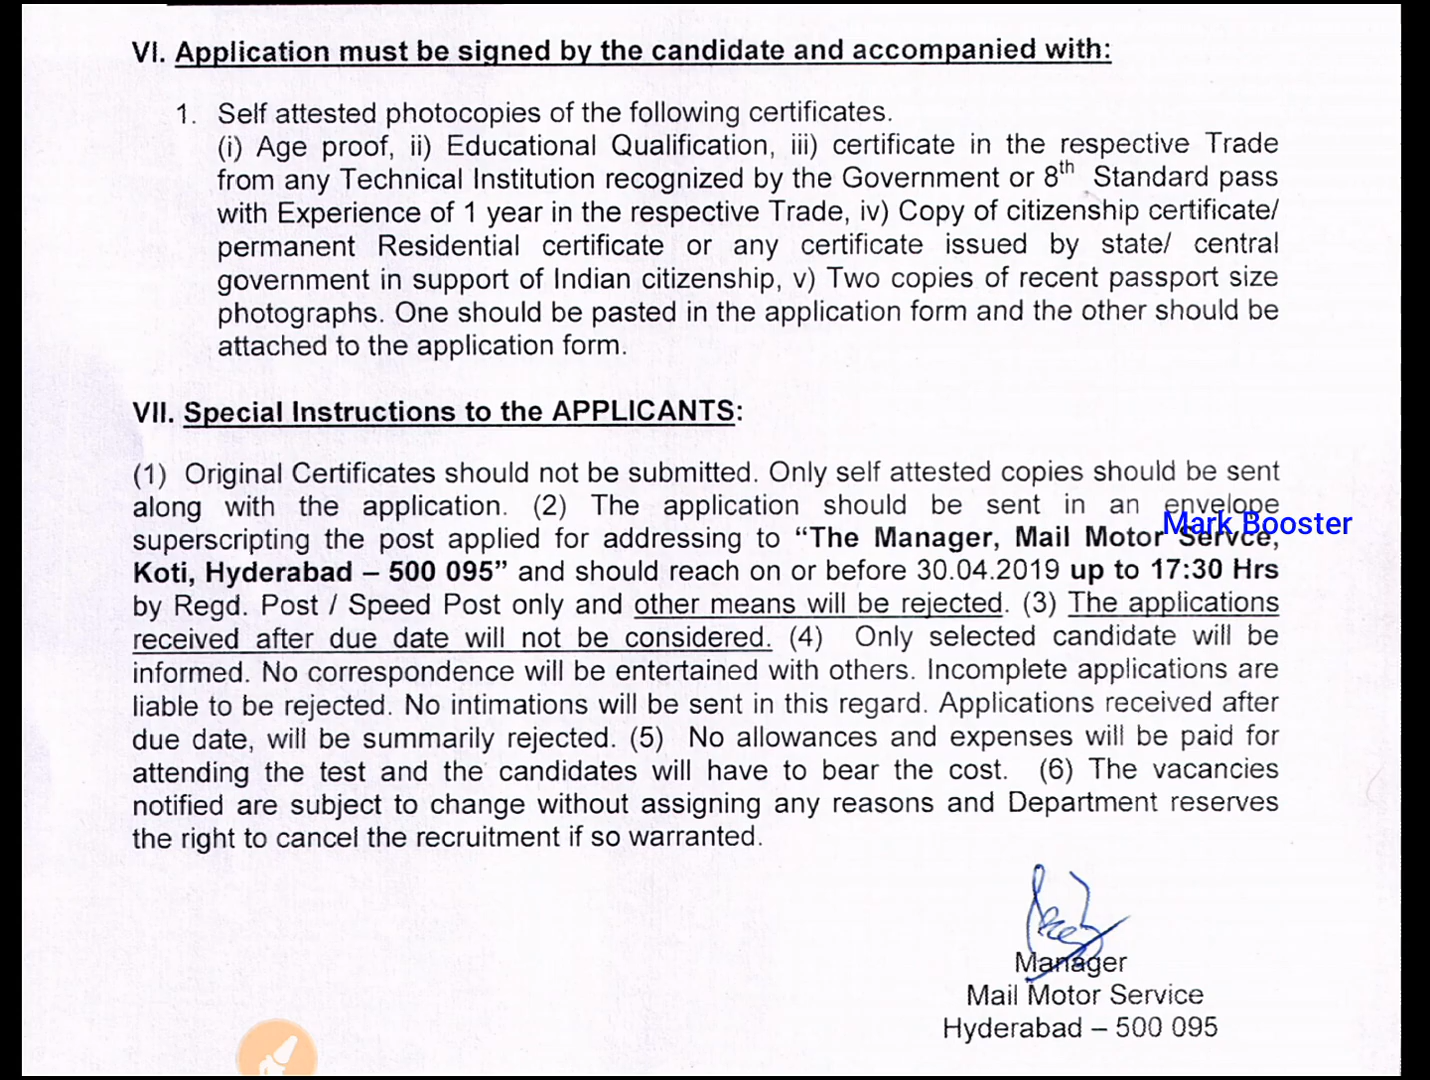 VI. Application must be signed by the candidate and accompanied with:
1. Self attested photocopies of the following certificates.
(i) Age proof, ii) Educational Qualification, iii) certificate in the respective Trade
from any Technical Institution recognized by the Government or 8th Standard pass
with Experience of 1 year in the respective Trade, iv) Copy of citizenship certificate/
permanent Residential certificate or any certificate issued by state/ central
government in support of Indian citizenship, v) Two copies of recent passport size
photographs. One should be pasted in the application form and the other should be
attached to the application form.
VII. Special Instructions to the APPLICANTS:
(1) Original Certificates should not be submitted. Only self attested copies should be sent
along with the application. (2) The application should be sent in an envelope
Mark Booster
superscripting the post applied for addressing to “The Manager, Mail Motor Servce,
Koti, Hyderabad – 500 095” and should reach on or before 30.04.2019 up to 17:30 Hrs
by Regd. Post / Speed Post only and other means will be rejected. (3) The applications
received after due date will not be considered. (4) Only selected candidate will be
informed. No correspondence will be entertained with others. Incomplete applications are
liable to be rejected. No intimations will be sent in this regard. Applications received after
due date, will be summarily rejected. (5) No allowances and expenses will be paid for
attending the test and the candidates will have to bear the cost. (6) The vacancies
notified are subject to change without assigning any reasons and Department reserves
the right to cancel the recruitment if so warranted.
Manager
Mail Motor Service
Hyderabad – 500 095